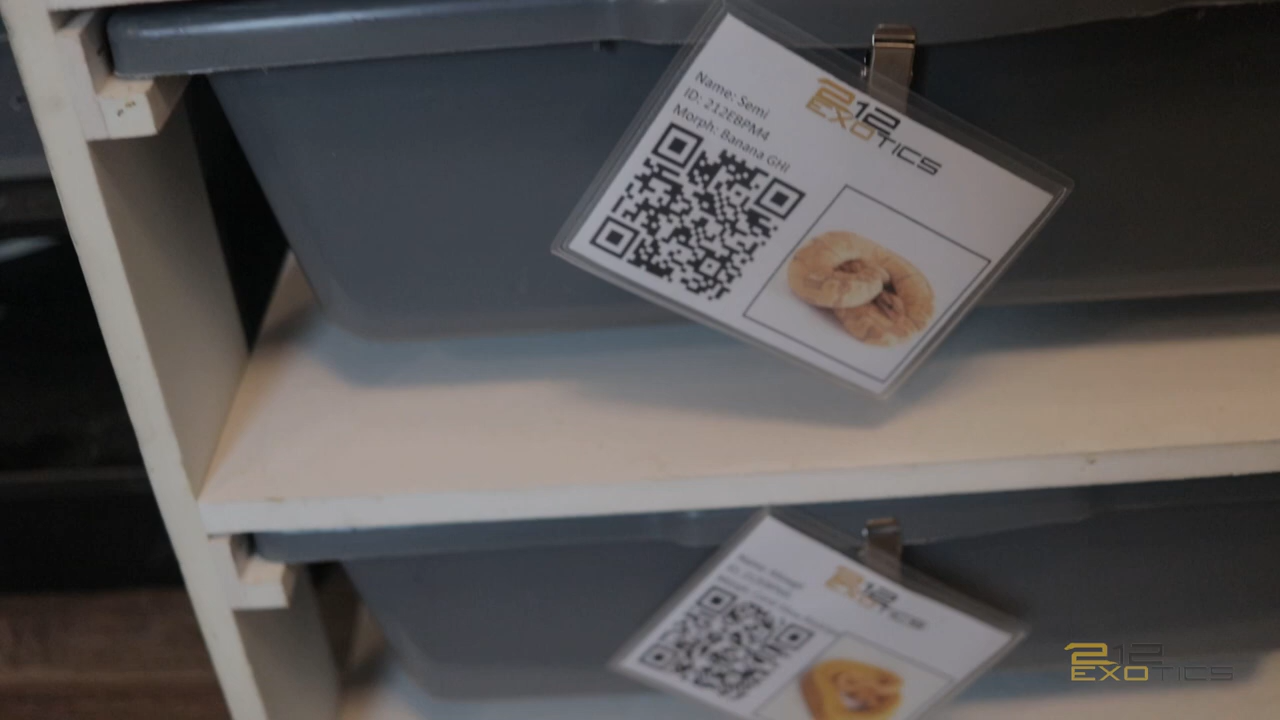 Name: Semi
ID: 212EBPM4
Morph: Banana GHI
212
EXOTICS
212
EXOTICS
212
EXOTICS